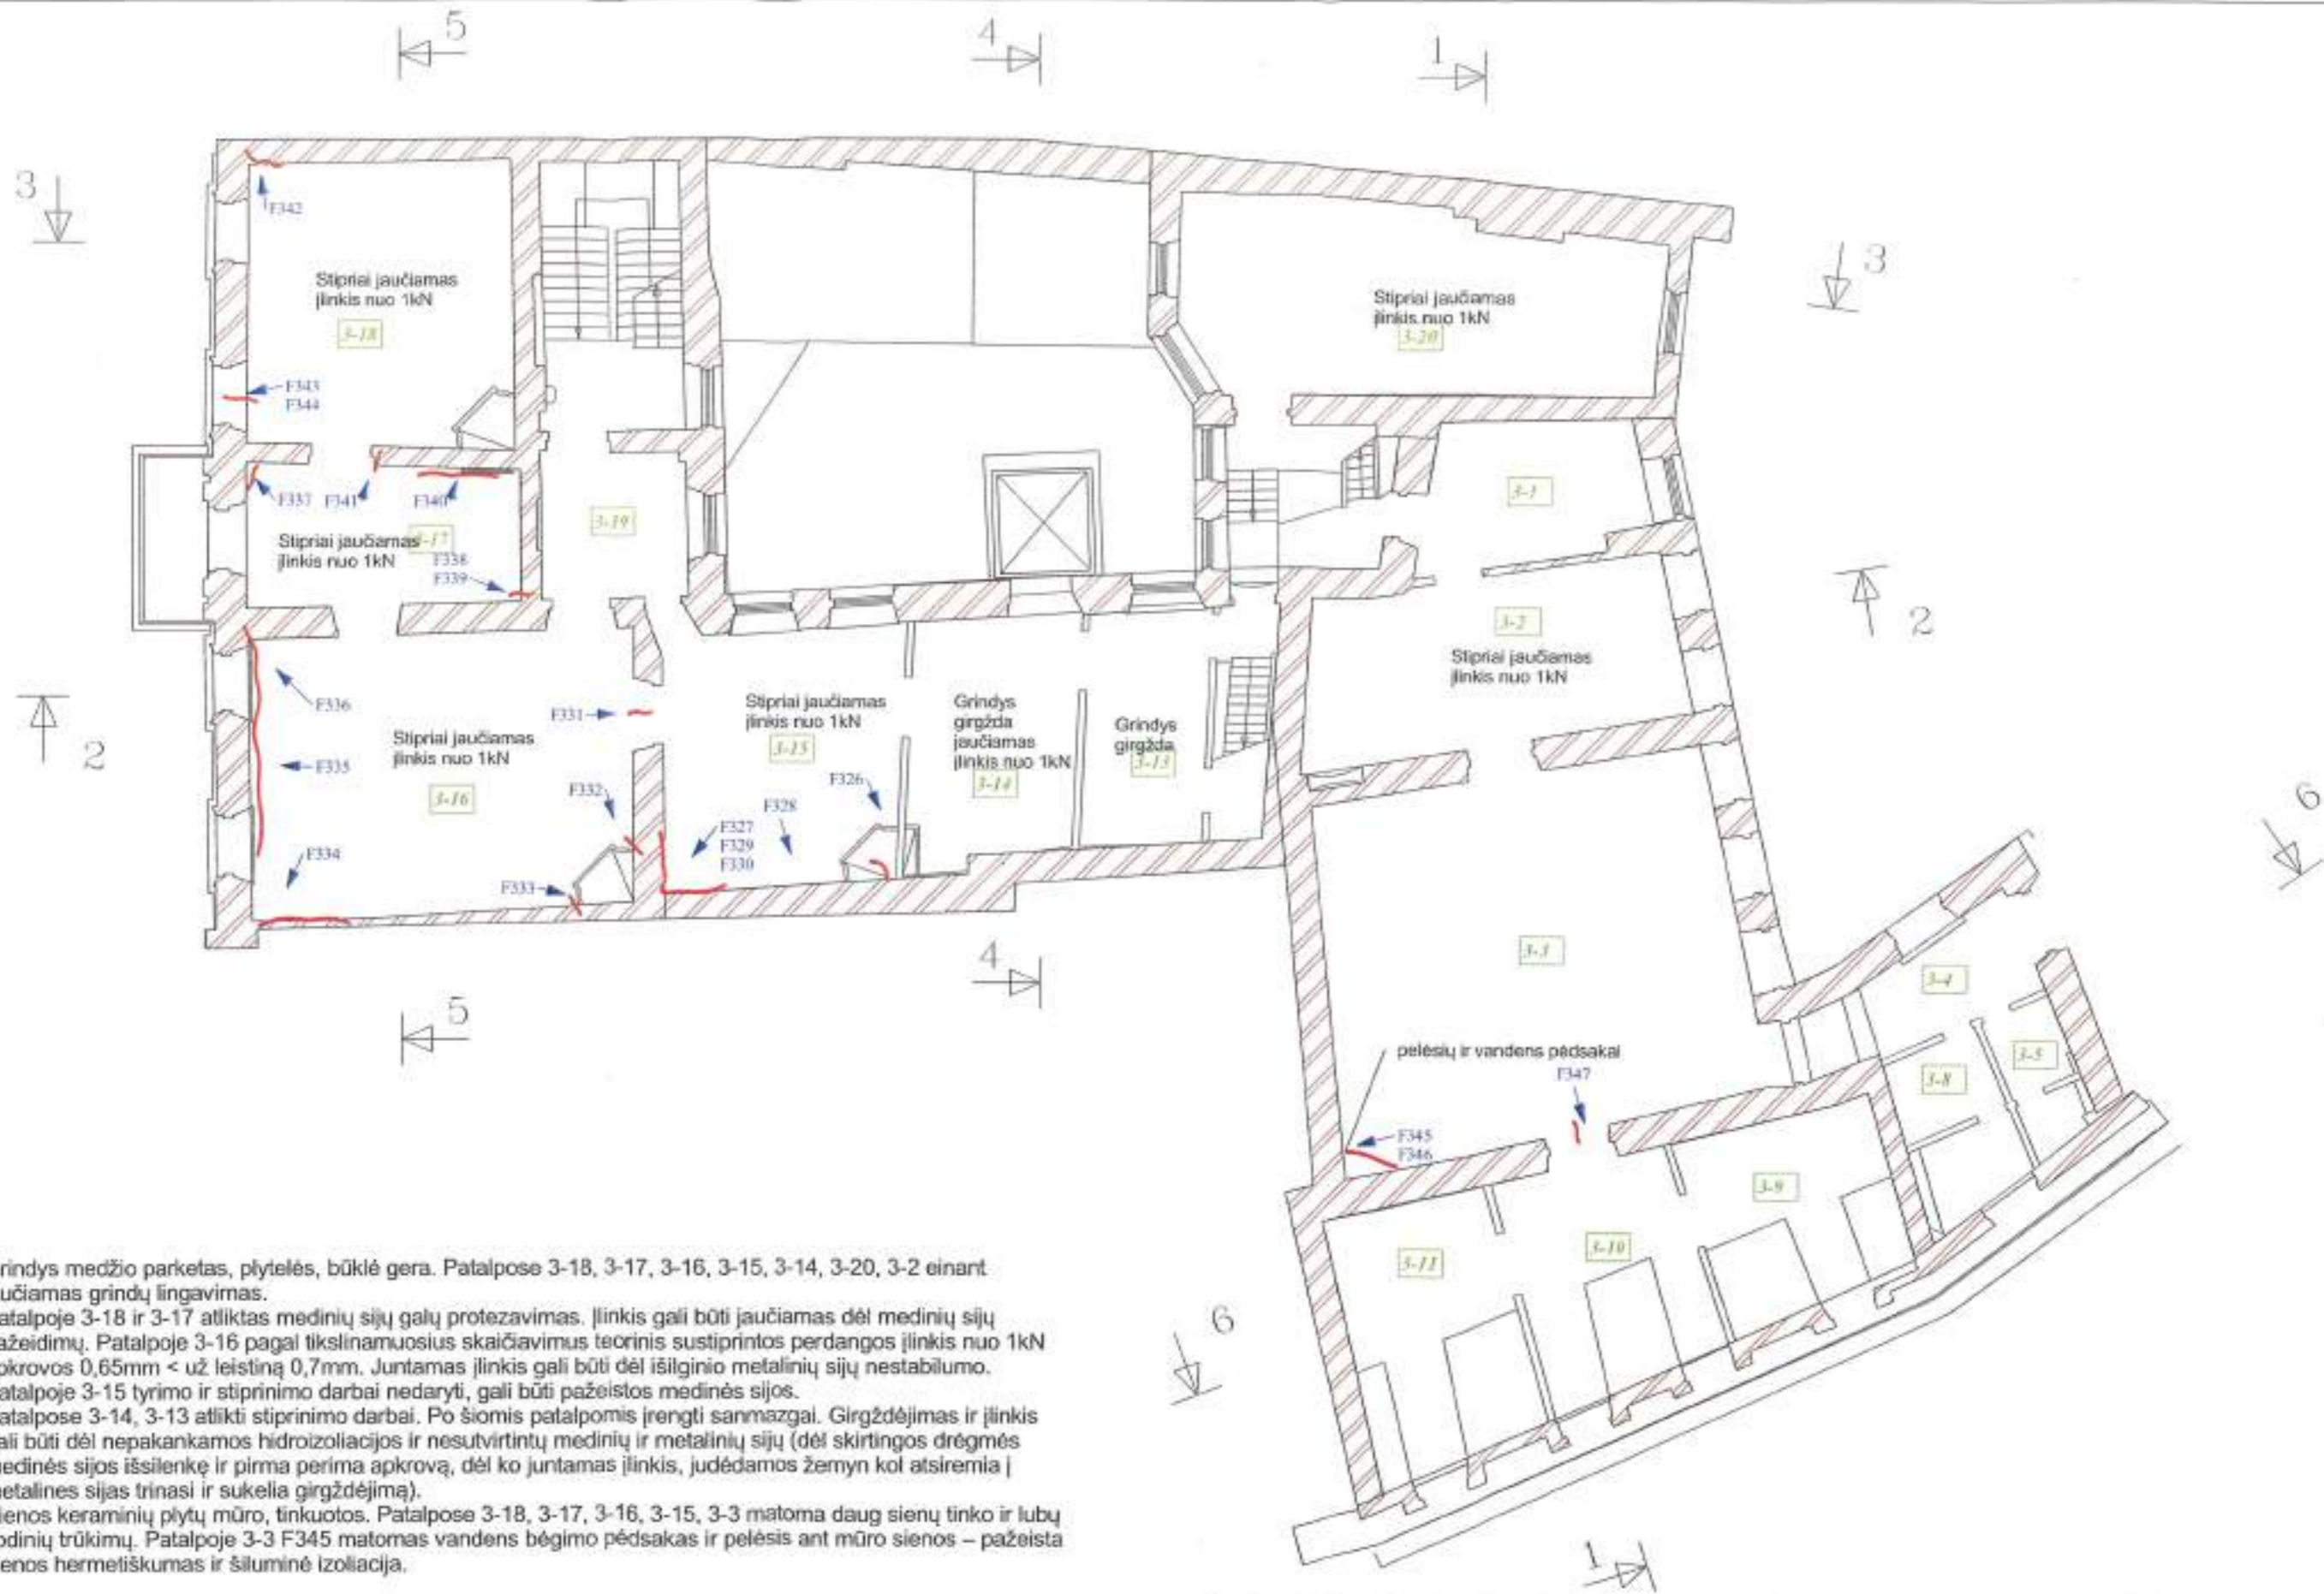 5
4
1
3
3
F342
Stipriai jaučiamas
įlinkis nuo 1kN
3-18
Stipriai jaučiamas
įlinkis nuo 1kN
3-20
F343
F344
F337
F341
F340
3-17
Stipriai jaučiamas
įlinkis nuo 1kN
F338
F339
3-19
3-1
3-2
Stipriai jaučiamas
įlinkis nuo 1kN
2
2
F336
F331
F335
Stipriai jaučiamas
įlinkis nuo 1kN
3-16
F332
F334
F333
Stipriai jaučiamas
įlinkis nuo 1kN
3-15
F326
F328
F327
F329
F330
Grindys
girgžda
jaučiamas
įlinkis nuo 1kN
3-14
Grindys
girgžda
3-13
6
3-3
3-4
3-5
3-8
4
5
pelėsių ir vandens pėdsakai
F347
F345
F346
3-9
3-10
3-11
6
1
rindys medžio parketas, plytelės, būklė gera. Patalpose 3-18, 3-17, 3-16, 3-15, 3-14, 3-20, 3-2 einant
učiamas grindų lingavimas.
atalpoje 3-18 ir 3-17 atliktas medinių sijų galų protezavimas. Įlinkis gali būti jaučiamas dėl medinių sijų
ažeidimų. Patalpoje 3-16 pagal tikslinamuosius skaičiavimus teorinis sustiprintos perdangos įlinkis nuo 1kN
pkrovos 0,65mm < už leistiną 0,7mm. Juntamas įlinkis gali būti dėl išilginio metalinių sijų nestabilumo.
atalpoje 3-15 tyrimo ir stiprinimo darbai nedaryti, gali būti pažeistos medinės sijos.
atalpose 3-14, 3-13 atlikti stiprinimo darbai. Po šiomis patalpomis įrengti sanmazgai. Girgždėjimas ir įlinkis
ali būti dėl nepakankamos hidroizoliacijos ir nesutvirtintų medinių ir metalinių sijų (dėl skirtingos drėgmės
edinės sijos išsilenkę ir pirma perima apkrovą, dėl ko juntamas įlinkis, judėdamos žemyn kol atsiremia į
etalines sijas trinasi ir sukelia girgždėjimą).
ienos keraminių plytų mūro, tinkuotos. Patalpose 3-18, 3-17, 3-16, 3-15, 3-3 matoma daug sienų tinko ir lubų
odinių trūkimų. Patalpoje 3-3 F345 matomas vandens bėgimo pėdsakas ir pelėsis ant mūro sienos – pažeista
ienos hermetiškumas ir šiluminė izoliacija.